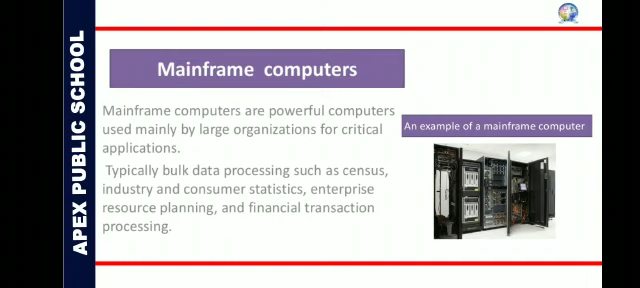 APEX PUBLIC SCHOOL
Mainframe computers
Mainframe computers are powerful computers
used mainly by large organizations for critical
applications.
Typically bulk data processing such as census,
industry and consumer statistics, enterprise
resource planning, and financial transaction
processing.
An example of a mainframe computer